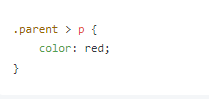 .parent > p {
    color: red;
}